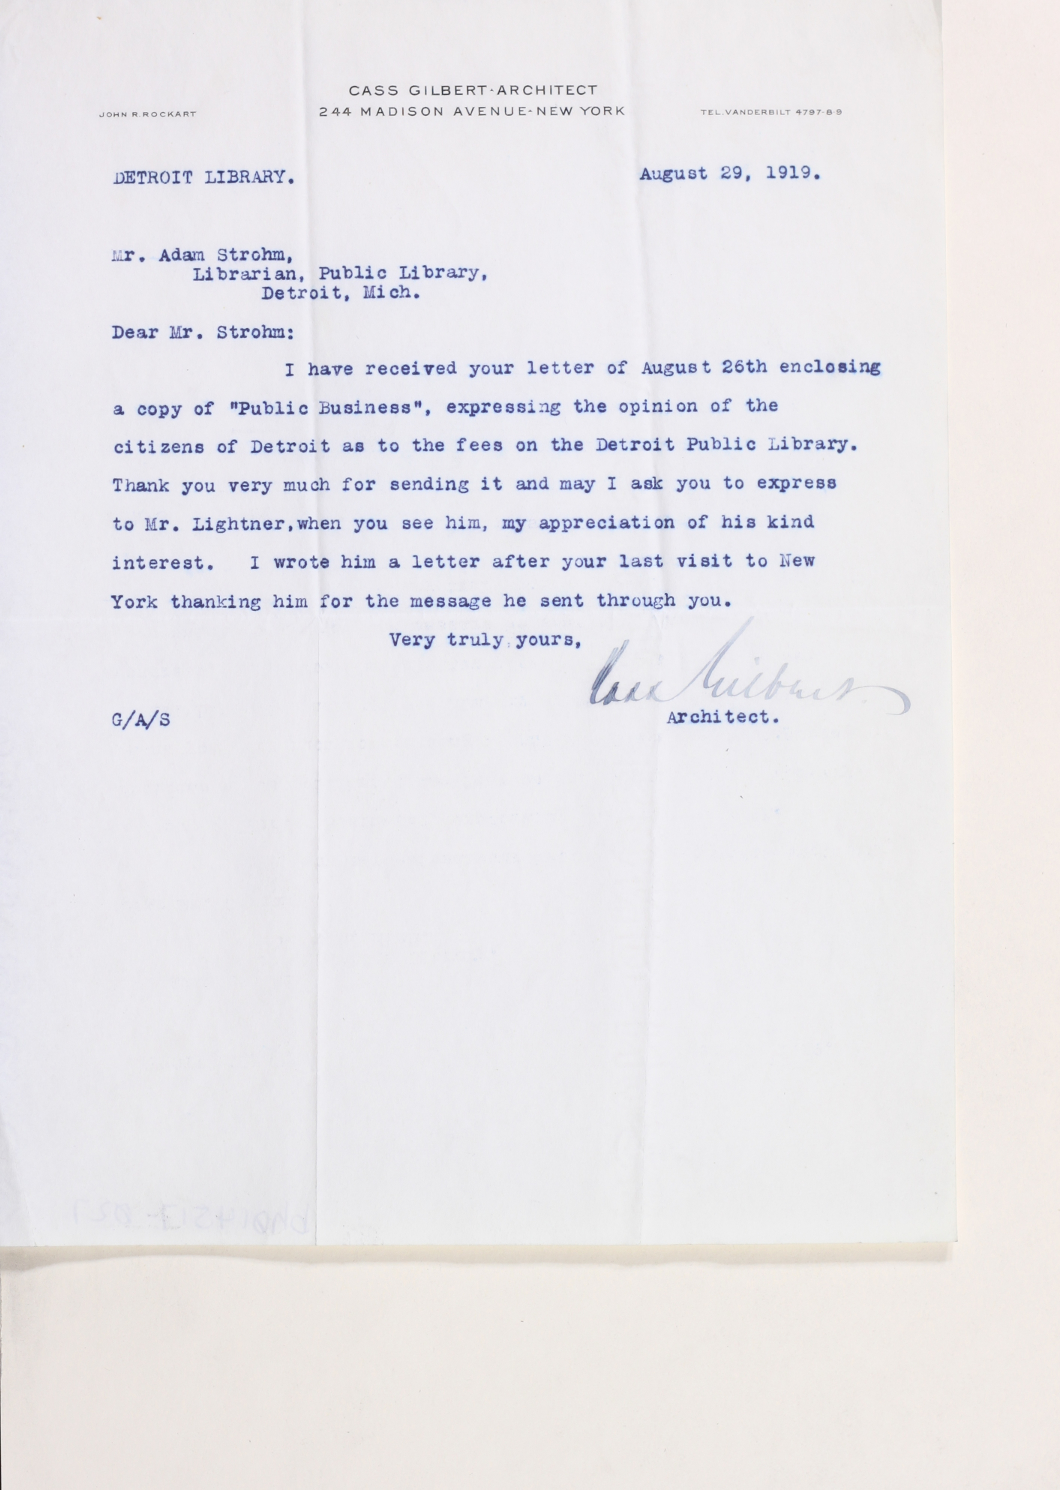 CASS GILBERT-ARCHITECT
JOHN R. ROCKART 244 MADISON AVENUE-NEW YORK TEL. VANDERBILT 4797-8-9
DETROIT LIBRARY. August 29, 1919.
Mr. Adam Strohm,
Librarian, Public Library,
Detroit, Mich.
Dear Mr. Strohm:
I have received your letter of August 26th enclosing
a copy of "Public Business", expressing the opinion of the
citizens of Detroit as to the fees on the Detroit Public Library.
Thank you very much for sending it and may I ask you to express
to Mr. Lightner,when you see him, my appreciation of his kind
interest. I wrote him a letter after your last visit to New
York thanking him for the message he sent through you.
Very truly yours,
Cass Gilbert
G/A/S Architect.